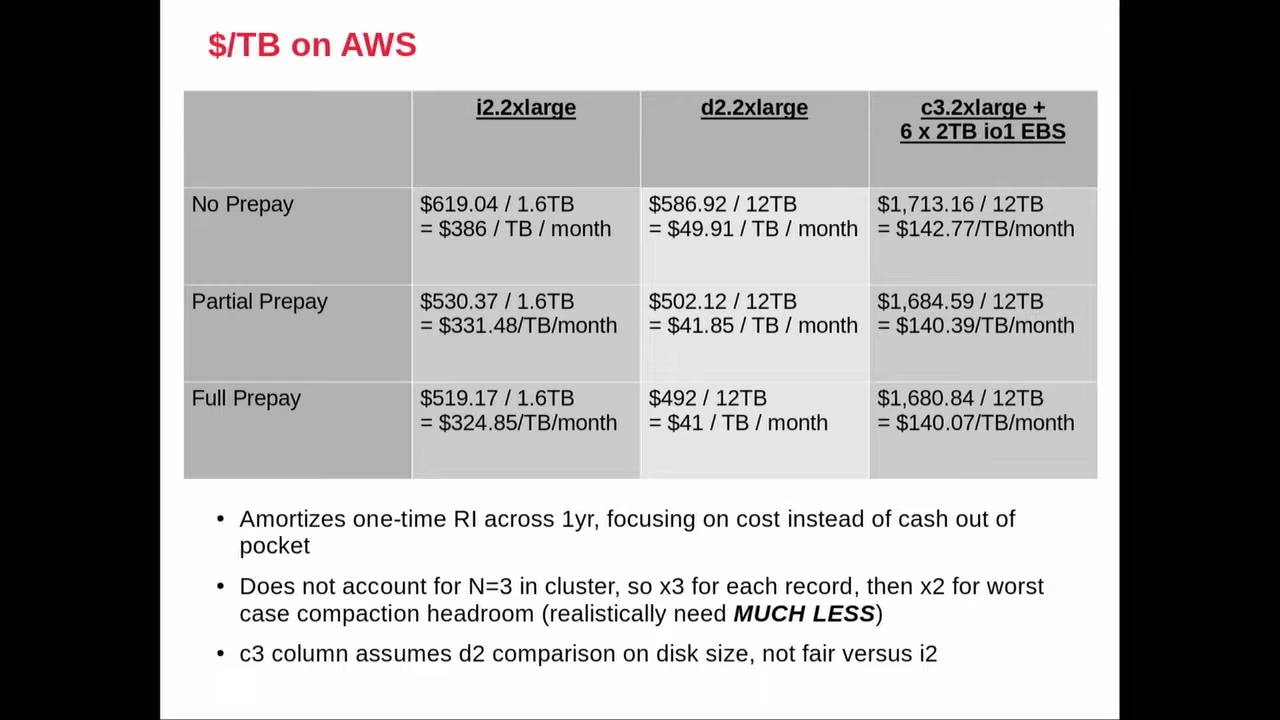 $/TB on AWS
i2.2xlarge
d2.2xlarge
c3.2xlarge +
6 x 2TB io1 EBS
No Prepay
$619.04 / 1.6TB
= $386 / TB / month
$586.92 / 12TB
= $49.91 / TB / month
$1,713.16 / 12TB
= $142.77/TB/month
Partial Prepay
$530.37 / 1.6TB
= $331.48/TB/month
$502.12 / 12TB
= $41.85 / TB / month
$1,684.59 / 12TB
= $140.39/TB/month
Full Prepay
$519.17 / 1.6TB
= $324.85/TB/month
$492 / 12TB
= $41 / TB / month
$1,680.84 / 12TB
= $140.07/TB/month
• Amortizes one-time RI across 1yr, focusing on cost instead of cash out of
pocket
• Does not account for N=3 in cluster, so x3 for each record, then x2 for worst
case compaction headroom (realistically need MUCH LESS)
• c3 column assumes d2 comparison on disk size, not fair versus i2